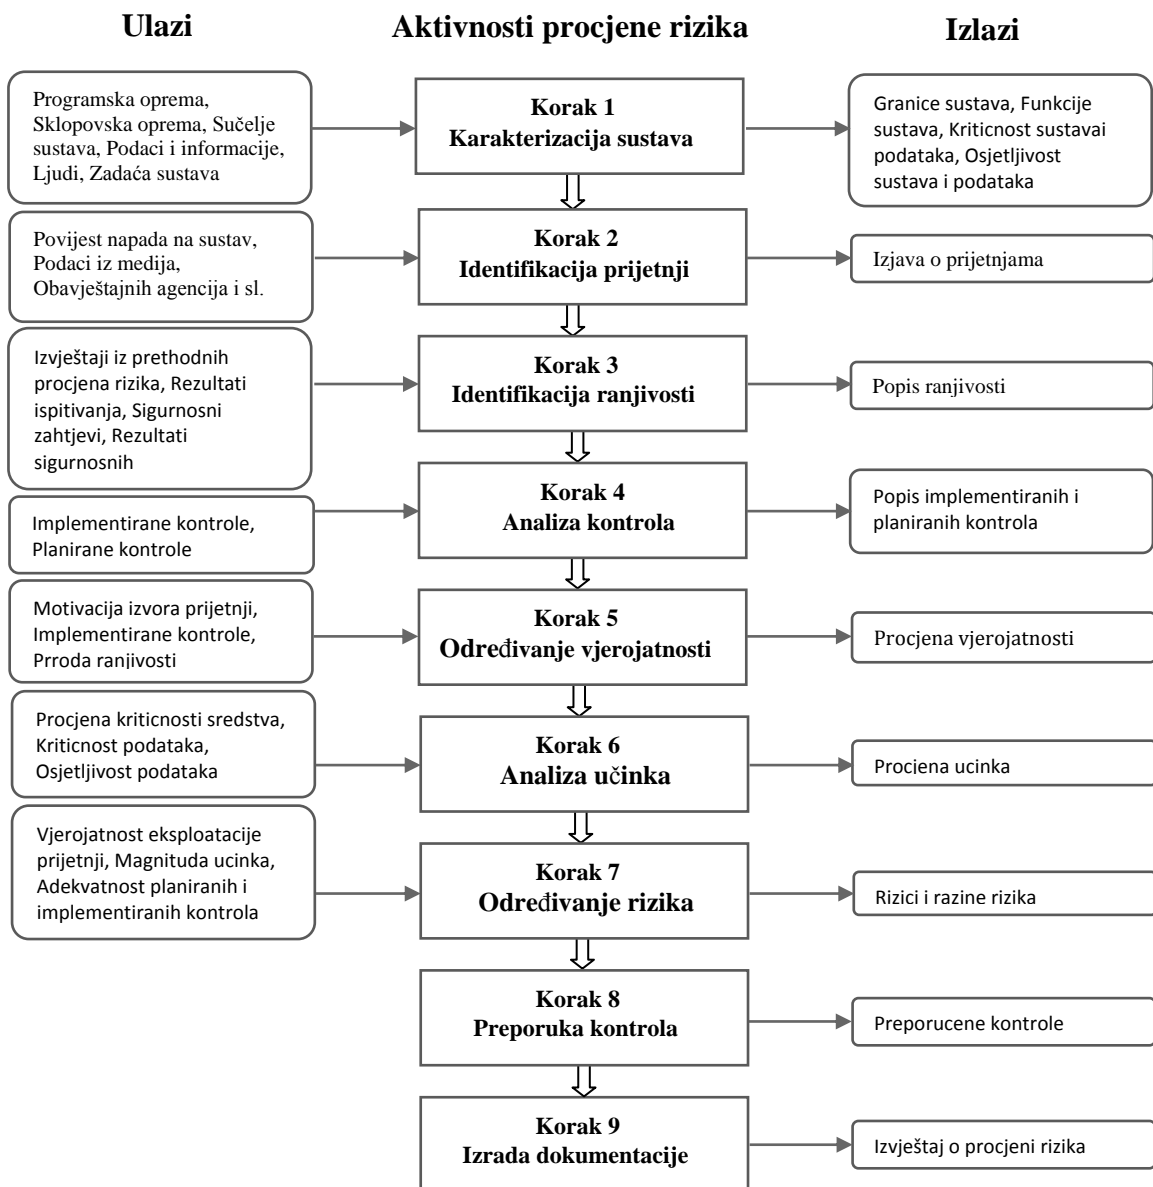 Ulazi
Aktivnosti procjene rizika
Izlazi
Programska oprema,
Sklopovska oprema, Sučelje
sustava, Podaci i informacije,
Ljudi, Zadaća sustava
Korak 1
Karakterizacija sustava
Granice sustava, Funkcije
sustava, Kriticnost sustavai
podataka, Osjetljivost
sustava i podataka
Povijest napada na sustav,
Podaci iz medija,
Obavještajnih agencija i sl.
Korak 2
Identifikacija prijetnji
Izjava o prijetnjama
Izvještaji iz prethodnih
procjena rizika, Rezultati
ispitivanja, Sigurnosni
zahtjevi, Rezultati
sigurnosnih
Korak 3
Identifikacija ranjivosti
Popis ranjivosti
Implementirane kontrole,
Planirane kontrole
Korak 4
Analiza kontrola
Popis implementiranih i
planiranih kontrola
Motivacija izvora prijetnji,
Implementirane kontrole,
Prroda ranjivosti
Korak 5
Određivanje vjerojatnosti
Procjena vjerojatnosti
Procjena kriticnosti sredstva,
Kriticnost podataka,
Osjetljivost podataka
Korak 6
Analiza učinka
Procjena ucinka
Vjerojatnost eksploatacije
prijetnji, Magnituda ucinka,
Adekvatnost planiranih i
implementiranih kontrola
Korak 7
Određivanje rizika
Rizici i razine rizika
Korak 8
Preporuka kontrola
Preporucene kontrole
Korak 9
Izrada dokumentacije
Izvještaj o procjeni rizika